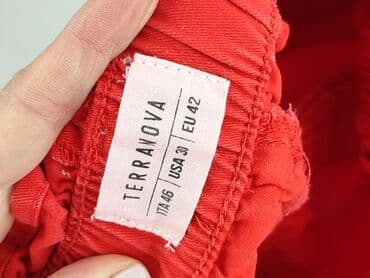 TERRANOVA
ITA 46 / USA 31 / EU 42